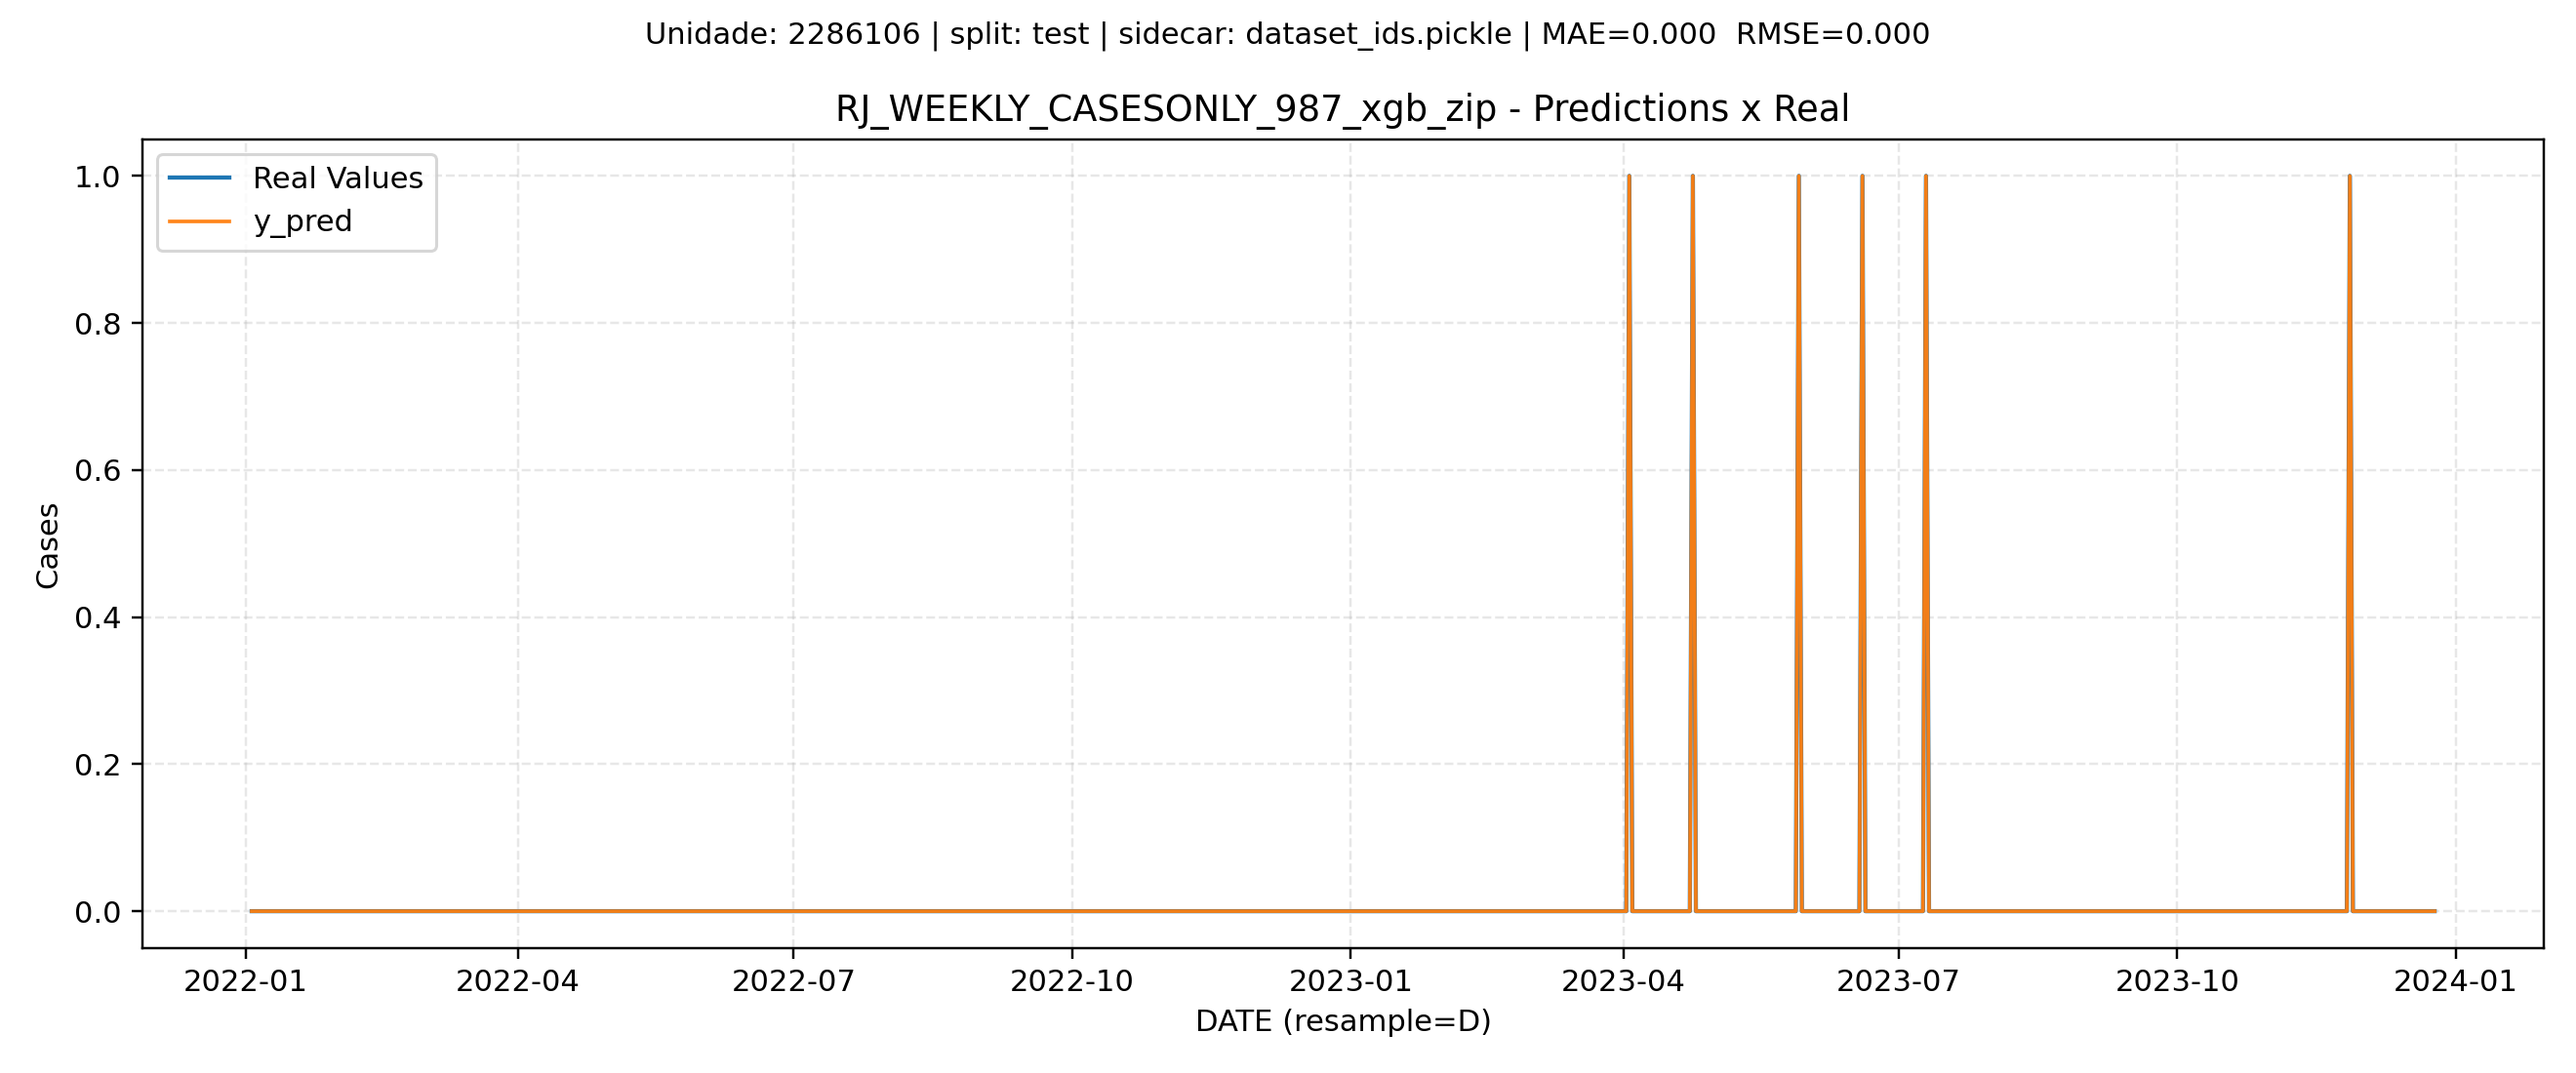 Unidade: 2286106 | split: test | sidecar: dataset_ids.pickle | MAE=0.000  RMSE=0.000
RJ_WEEKLY_CASESONLY_987_xgb_zip - Predictions x Real
Real Values
y_pred
1.0
0.8
0.6
0.4
0.2
0.0
Cases
2022-01
2022-04
2022-07
2022-10
2023-01
2023-04
2023-07
2023-10
2024-01
DATE (resample=D)